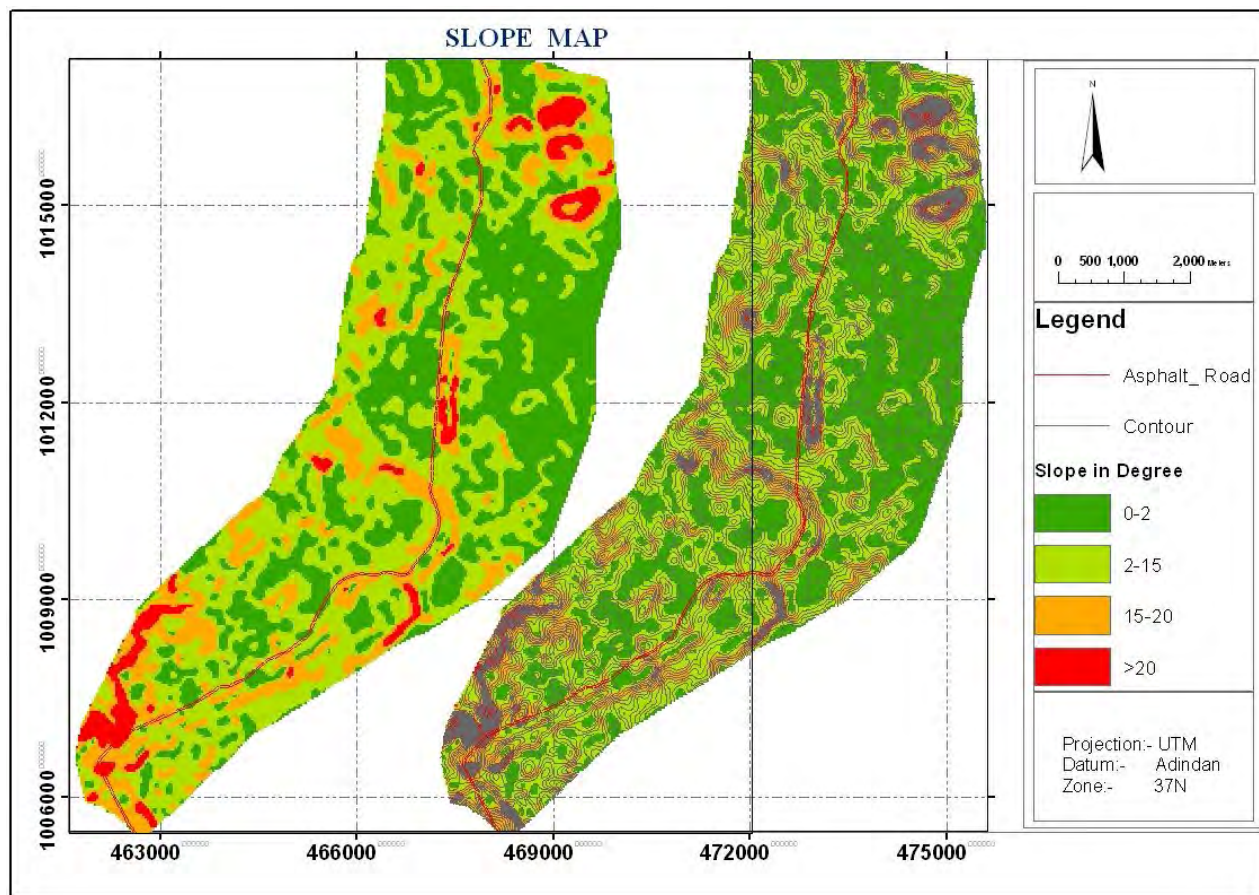 SLOPE MAP
N
0 500 1,000 2,000 Meters
Legend
Asphalt_ Road
Contour
Slope in Degree
0-2
2-15
15-20
>20
Projection:- UTM
Datum:- Adindan
Zone:- 37N
1015000
1012000
1009000
1006000
463000 466000 469000 472000 475000